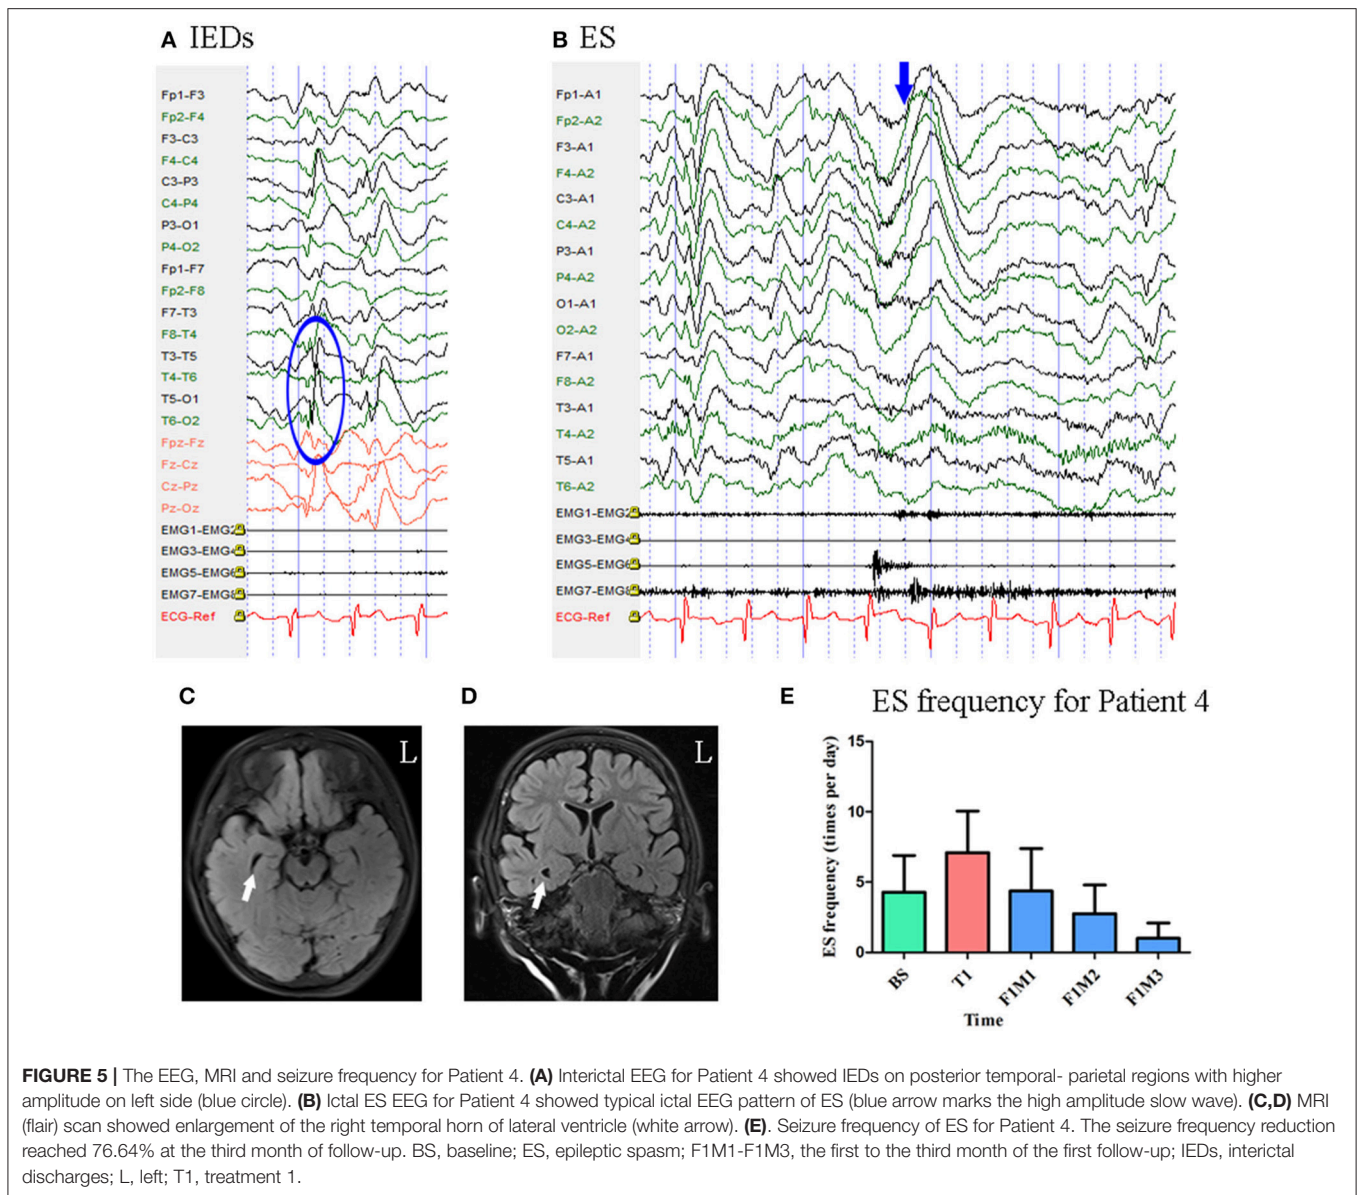 A IEDs
Fp1-F3
Fp2-F4
F3-C3
F4-C4
C3-P3
C4-P4
P3-O1
P4-O2
Fp1-F7
Fp2-F8
F7-T3
F8-T4
T3-T5
T4-T6
T5-O1
T6-O2
Fpz-Fz
Fz-Cz
Cz-Pz
Pz-Oz
EMG1-EMG2
EMG3-EMG4
EMG5-EMG6
EMG7-EMG8
ECG-Ref
B ES
Fp1-A1
Fp2-A2
F3-A1
F4-A2
C3-A1
C4-A2
P3-A1
P4-A2
O1-A1
O2-A2
F7-A1
F8-A2
T3-A1
T4-A2
T5-A1
T6-A2
EMG1-EMG2
EMG3-EMG4
EMG5-EMG6
EMG7-EMG8
ECG-Ref
C
L
D
L
E
ES frequency for Patient 4
ES frequency (times per day)
15
10
5
0
BS
T1
F1M1
F1M2
F1M3
Time
FIGURE 5 | The EEG, MRI and seizure frequency for Patient 4. (A) Interictal EEG for Patient 4 showed IEDs on posterior temporal- parietal regions with higher
amplitude on left side (blue circle). (B) Ictal ES EEG for Patient 4 showed typical ictal EEG pattern of ES (blue arrow marks the high amplitude slow wave). (C,D) MRI
(flair) scan showed enlargement of the right temporal horn of lateral ventricle (white arrow). (E). Seizure frequency of ES for Patient 4. The seizure frequency reduction
reached 76.64% at the third month of follow-up. BS, baseline; ES, epileptic spasm; F1M1-F1M3, the first to the third month of the first follow-up; IEDs, interictal
discharges; L, left; T1, treatment 1.